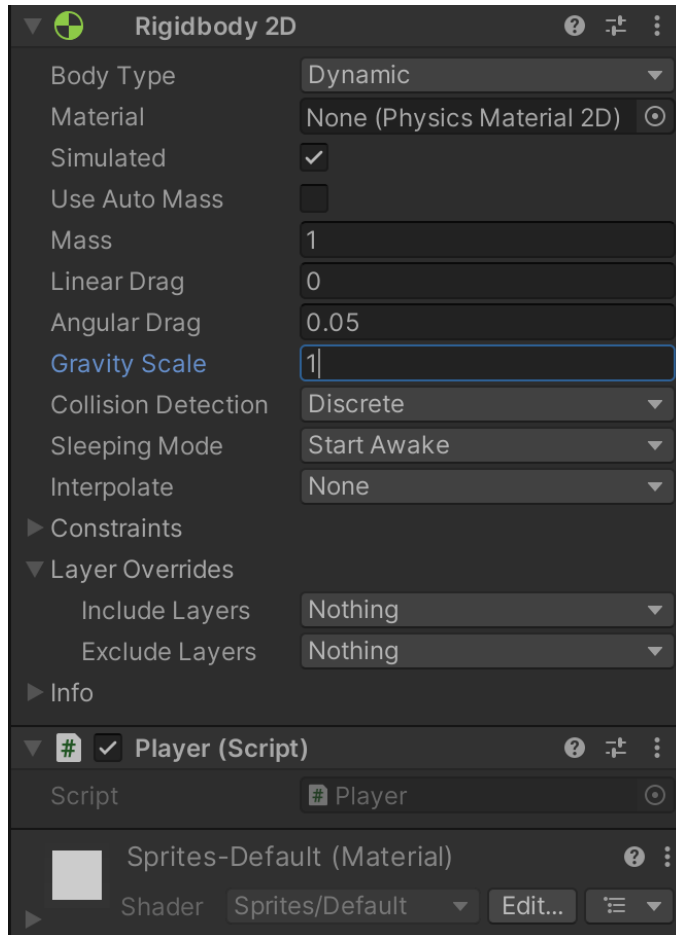 Rigidbody 2D
Body Type Dynamic
Material None (Physics Material 2D)
Simulated
Use Auto Mass
Mass 1
Linear Drag 0
Angular Drag 0.05
Gravity Scale 1
Collision Detection Discrete
Sleeping Mode Start Awake
Interpolate None
Constraints
Layer Overrides
Include Layers Nothing
Exclude Layers Nothing
Info
# Player (Script)
Script # Player
Sprites-Default (Material)
Shader Sprites/Default Edit...